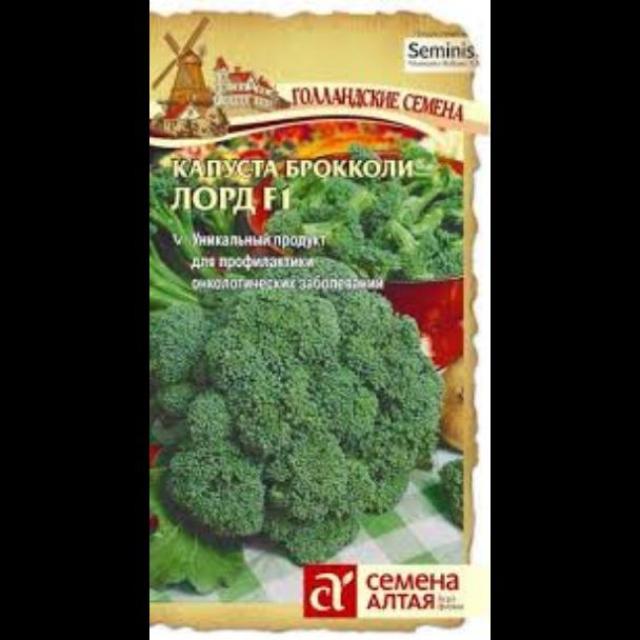 Seminis
ГОЛЛАНДСКИЕ СЕМЕНА
КАПУСТА БРОККОЛИ
ЛОРД F1
Уникальный продукт
для профилактики
онкологических заболеваний
СЕМЕНА
АЛТАЯ